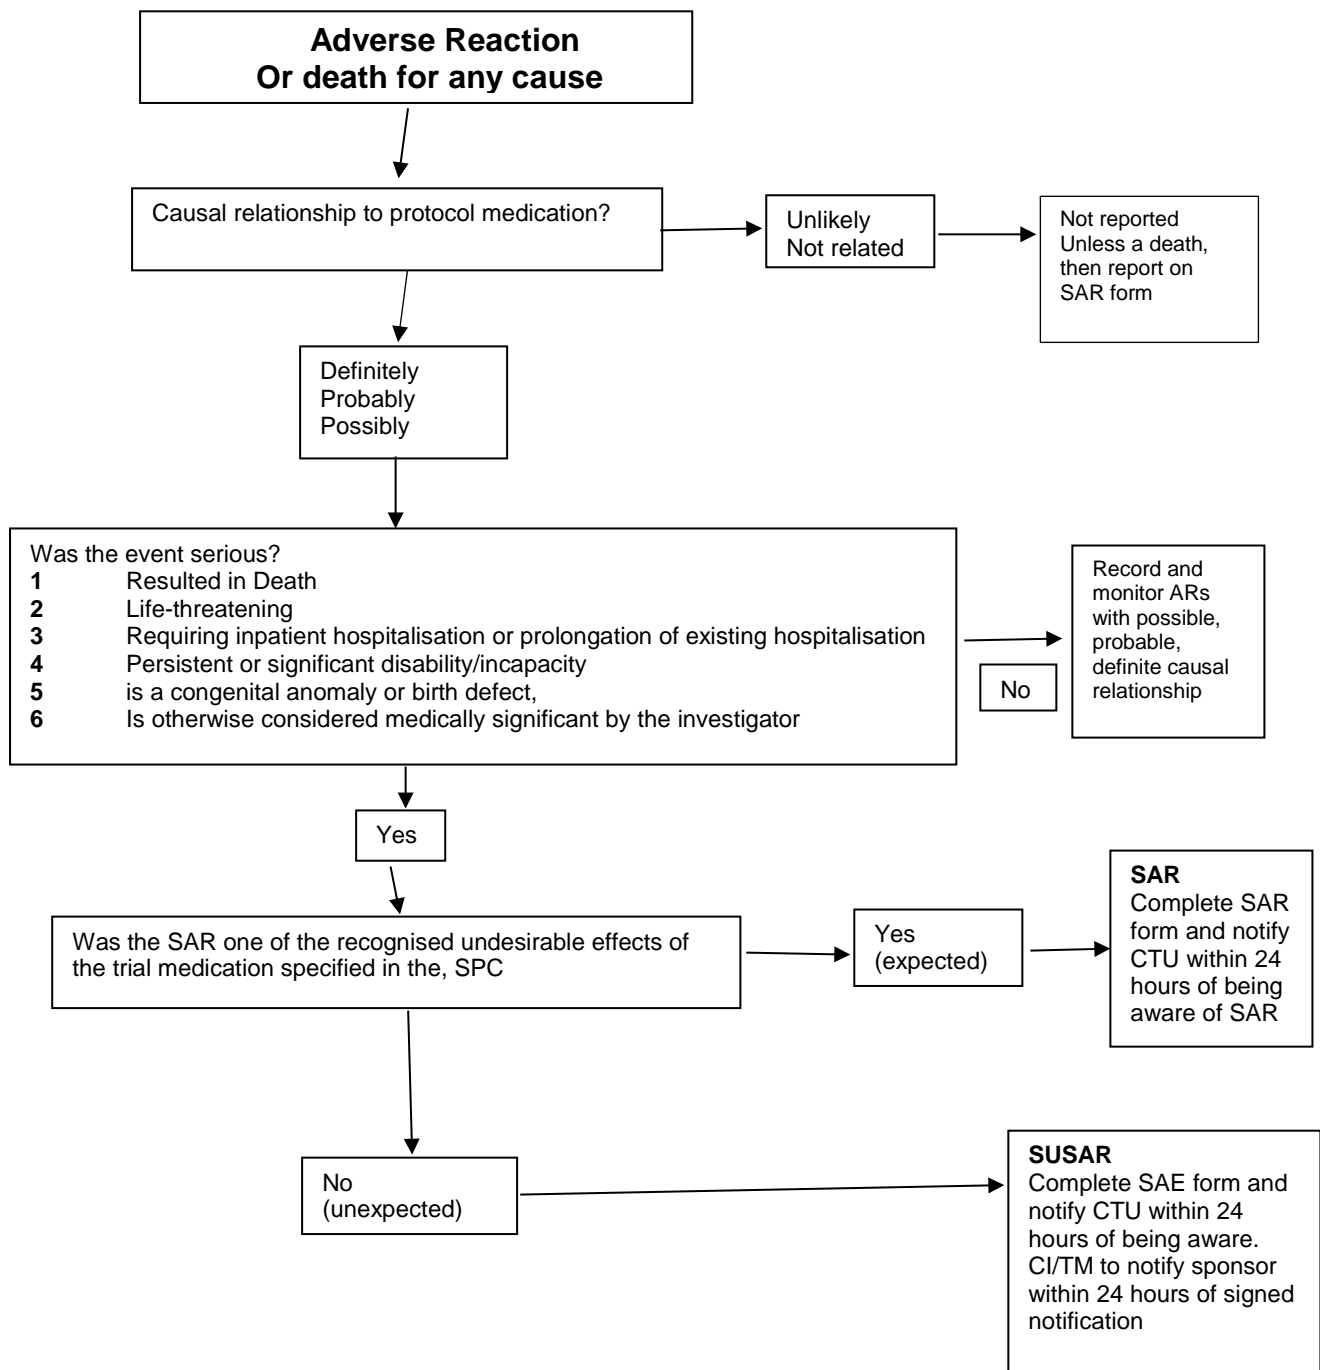 Adverse Reaction
Or death for any cause
Causal relationship to protocol medication?
Unlikely
Not related
Not reported
Unless a death,
then report on
SAR form
Definitely
Probably
Possibly
Was the event serious?
1 Resulted in Death
2 Life-threatening
3 Requiring inpatient hospitalisation or prolongation of existing hospitalisation
4 Persistent or significant disability/incapacity
5 is a congenital anomaly or birth defect,
6 Is otherwise considered medically significant by the investigator
No
Record and
monitor ARs
with possible,
probable,
definite causal
relationship
Yes
Was the SAR one of the recognised undesirable effects of
the trial medication specified in the, SPC
Yes
(expected)
SAR
Complete SAR
form and notify
CTU within 24
hours of being
aware of SAR
No
(unexpected)
SUSAR
Complete SAE form and
notify CTU within 24
hours of being aware.
CI/TM to notify sponsor
within 24 hours of signed
notification